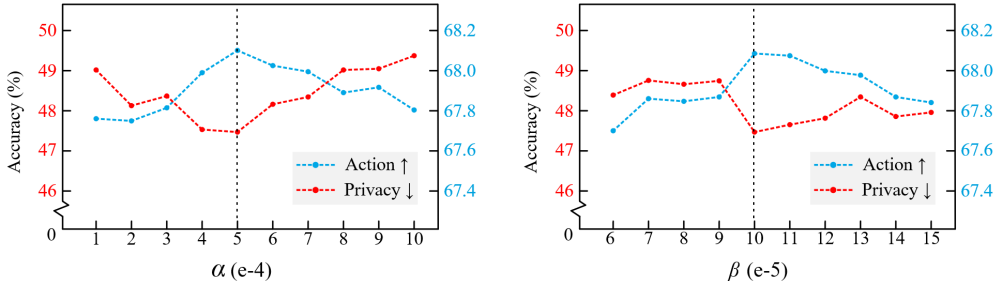 Accuracy (%)
50
49
48
47
46
0
68.2
68.0
67.8
67.6
67.4
Action ↑
Privacy ↓
1 2 3 4 5 6 7 8 9 10
α (e-4)
Accuracy (%)
50
49
48
47
46
0
68.2
68.0
67.8
67.6
67.4
Action ↑
Privacy ↓
6 7 8 9 10 11 12 13 14 15
β (e-5)